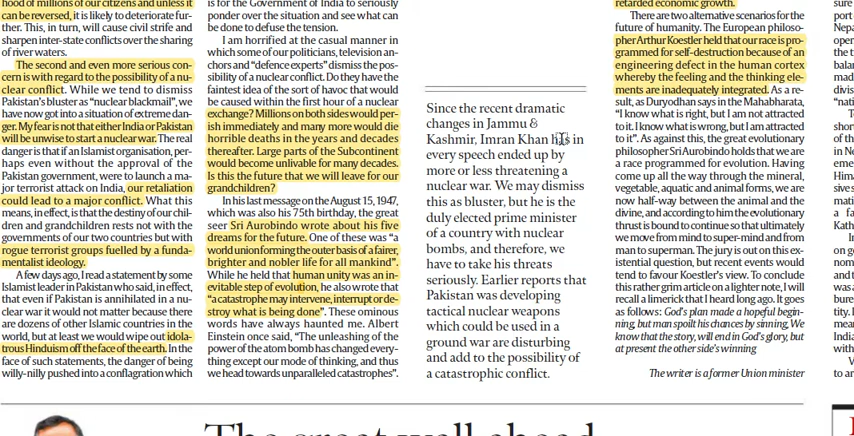 hood of millions of our citizens and unless it
can be reversed, it is likely to deteriorate fur-
ther. This, in turn, will cause civil strife and
sharpen inter-state conflicts over the sharing
of river waters.
The second and even more serious con-
cern is with regard to the possibility of a nu-
clear conflict. While we tend to dismiss
Pakistan's bluster as "nuclear blackmail", we
have now got into a situation of extreme dan-
ger. My fear is not that either India or Pakistan
will be unwise to start a nuclear war. The real
danger is that if an Islamist organisation, per-
haps even without the approval of the
Pakistan government, were to launch a ma-
jor terrorist attack on India, our retaliation
could lead to a major conflict. What this
means, in effect, is that the destiny of our chil-
dren and grandchildren rests not with the
governments of our two countries but with
rogue terrorist groups fuelled by a funda-
mentalist ideology.
A few days ago, I read a statement by some
Islamist leader in Pakistan who said, in effect,
that even if Pakistan is annihilated in a nu-
clear war it would not matter because there
are dozens of other Islamic countries in the
world, but at least we would wipe out idola-
trous Hinduism off the face of the earth. In the
face of such statements, the danger of being
willy-nilly pushed into a conflagration which
is for the Government of India to seriously
ponder over the situation and see what can
be done to defuse the tension.
I am horrified at the casual manner in
which some of our politicians, television an-
chors and "defence experts" dismiss the pos-
sibility of a nuclear conflict. Do they have the
faintest idea of the sort of havoc that would
be caused within the first hour of a nuclear
exchange? Millions on both sides would per-
ish immediately and many more would die
horrible deaths in the years and decades
thereafter. Large parts of the Subcontinent
would become unlivable for many decades.
Is this the future that we will leave for our
grandchildren?
In his last message on the August 15, 1947,
which was also his 75th birthday, the great
seer Sri Aurobindo wrote about his five
dreams for the future. One of these was "a
world union forming the outer basis of a fairer,
brighter and nobler life for all mankind".
While he held that human unity was an in-
evitable step of evolution, he also wrote that
"a catastrophe may intervene, interrupt or de-
stroy what is being done". These ominous
words have always haunted me. Albert
Einstein once said, "The unleashing of the
power of the atom bomb has changed every-
thing except our mode of thinking, and thus
we head towards unparalleled catastrophes".
Since the recent dramatic
changes in Jammu &
Kashmir, Imran Khan has in
every speech ended up by
more or less threatening a
nuclear war. We may dismiss
this as bluster, but he is the
duly elected prime minister
of a country with nuclear
bombs, and therefore, we
have to take his threats
seriously. Earlier reports that
Pakistan was developing
tactical nuclear weapons
which could be used in a
ground war are disturbing
and add to the possibility of
a catastrophic conflict.
retarded economic growth.
There are two alternative scenarios for the
future of humanity. The European philoso-
pher Arthur Koestler held that our race is pro-
grammed for self-destruction because of an
engineering defect in the human cortex
whereby the feeling and the thinking ele-
ments are inadequately integrated. As a re-
sult, as Duryodhan says in the Mahabharata,
"I know what is right, but I am not attracted
to it. I know what is wrong, but I am attracted
to it". As against this, the great evolutionary
philosopher Sri Aurobindo holds that we are
a race programmed for evolution. Having
come up all the way through the mineral,
vegetable, aquatic and animal forms, we are
now half-way between the animal and the
divine, and according to him the evolutionary
thrust is bound to continue so that ultimately
we move from mind to super-mind and from
man to superman. The jury is out on this ex-
istential question, but recent events would
tend to favour Koestler's view. To conclude
this rather grim article on a lighter note, I will
recall a limerick that I heard long ago. It goes
as follows: God's plan made a hopeful begin-
ning, but man spoilt his chances by sinning, We
know that the story, will end in God's glory, but
at present the other side's winning
The writer is a former Union minister